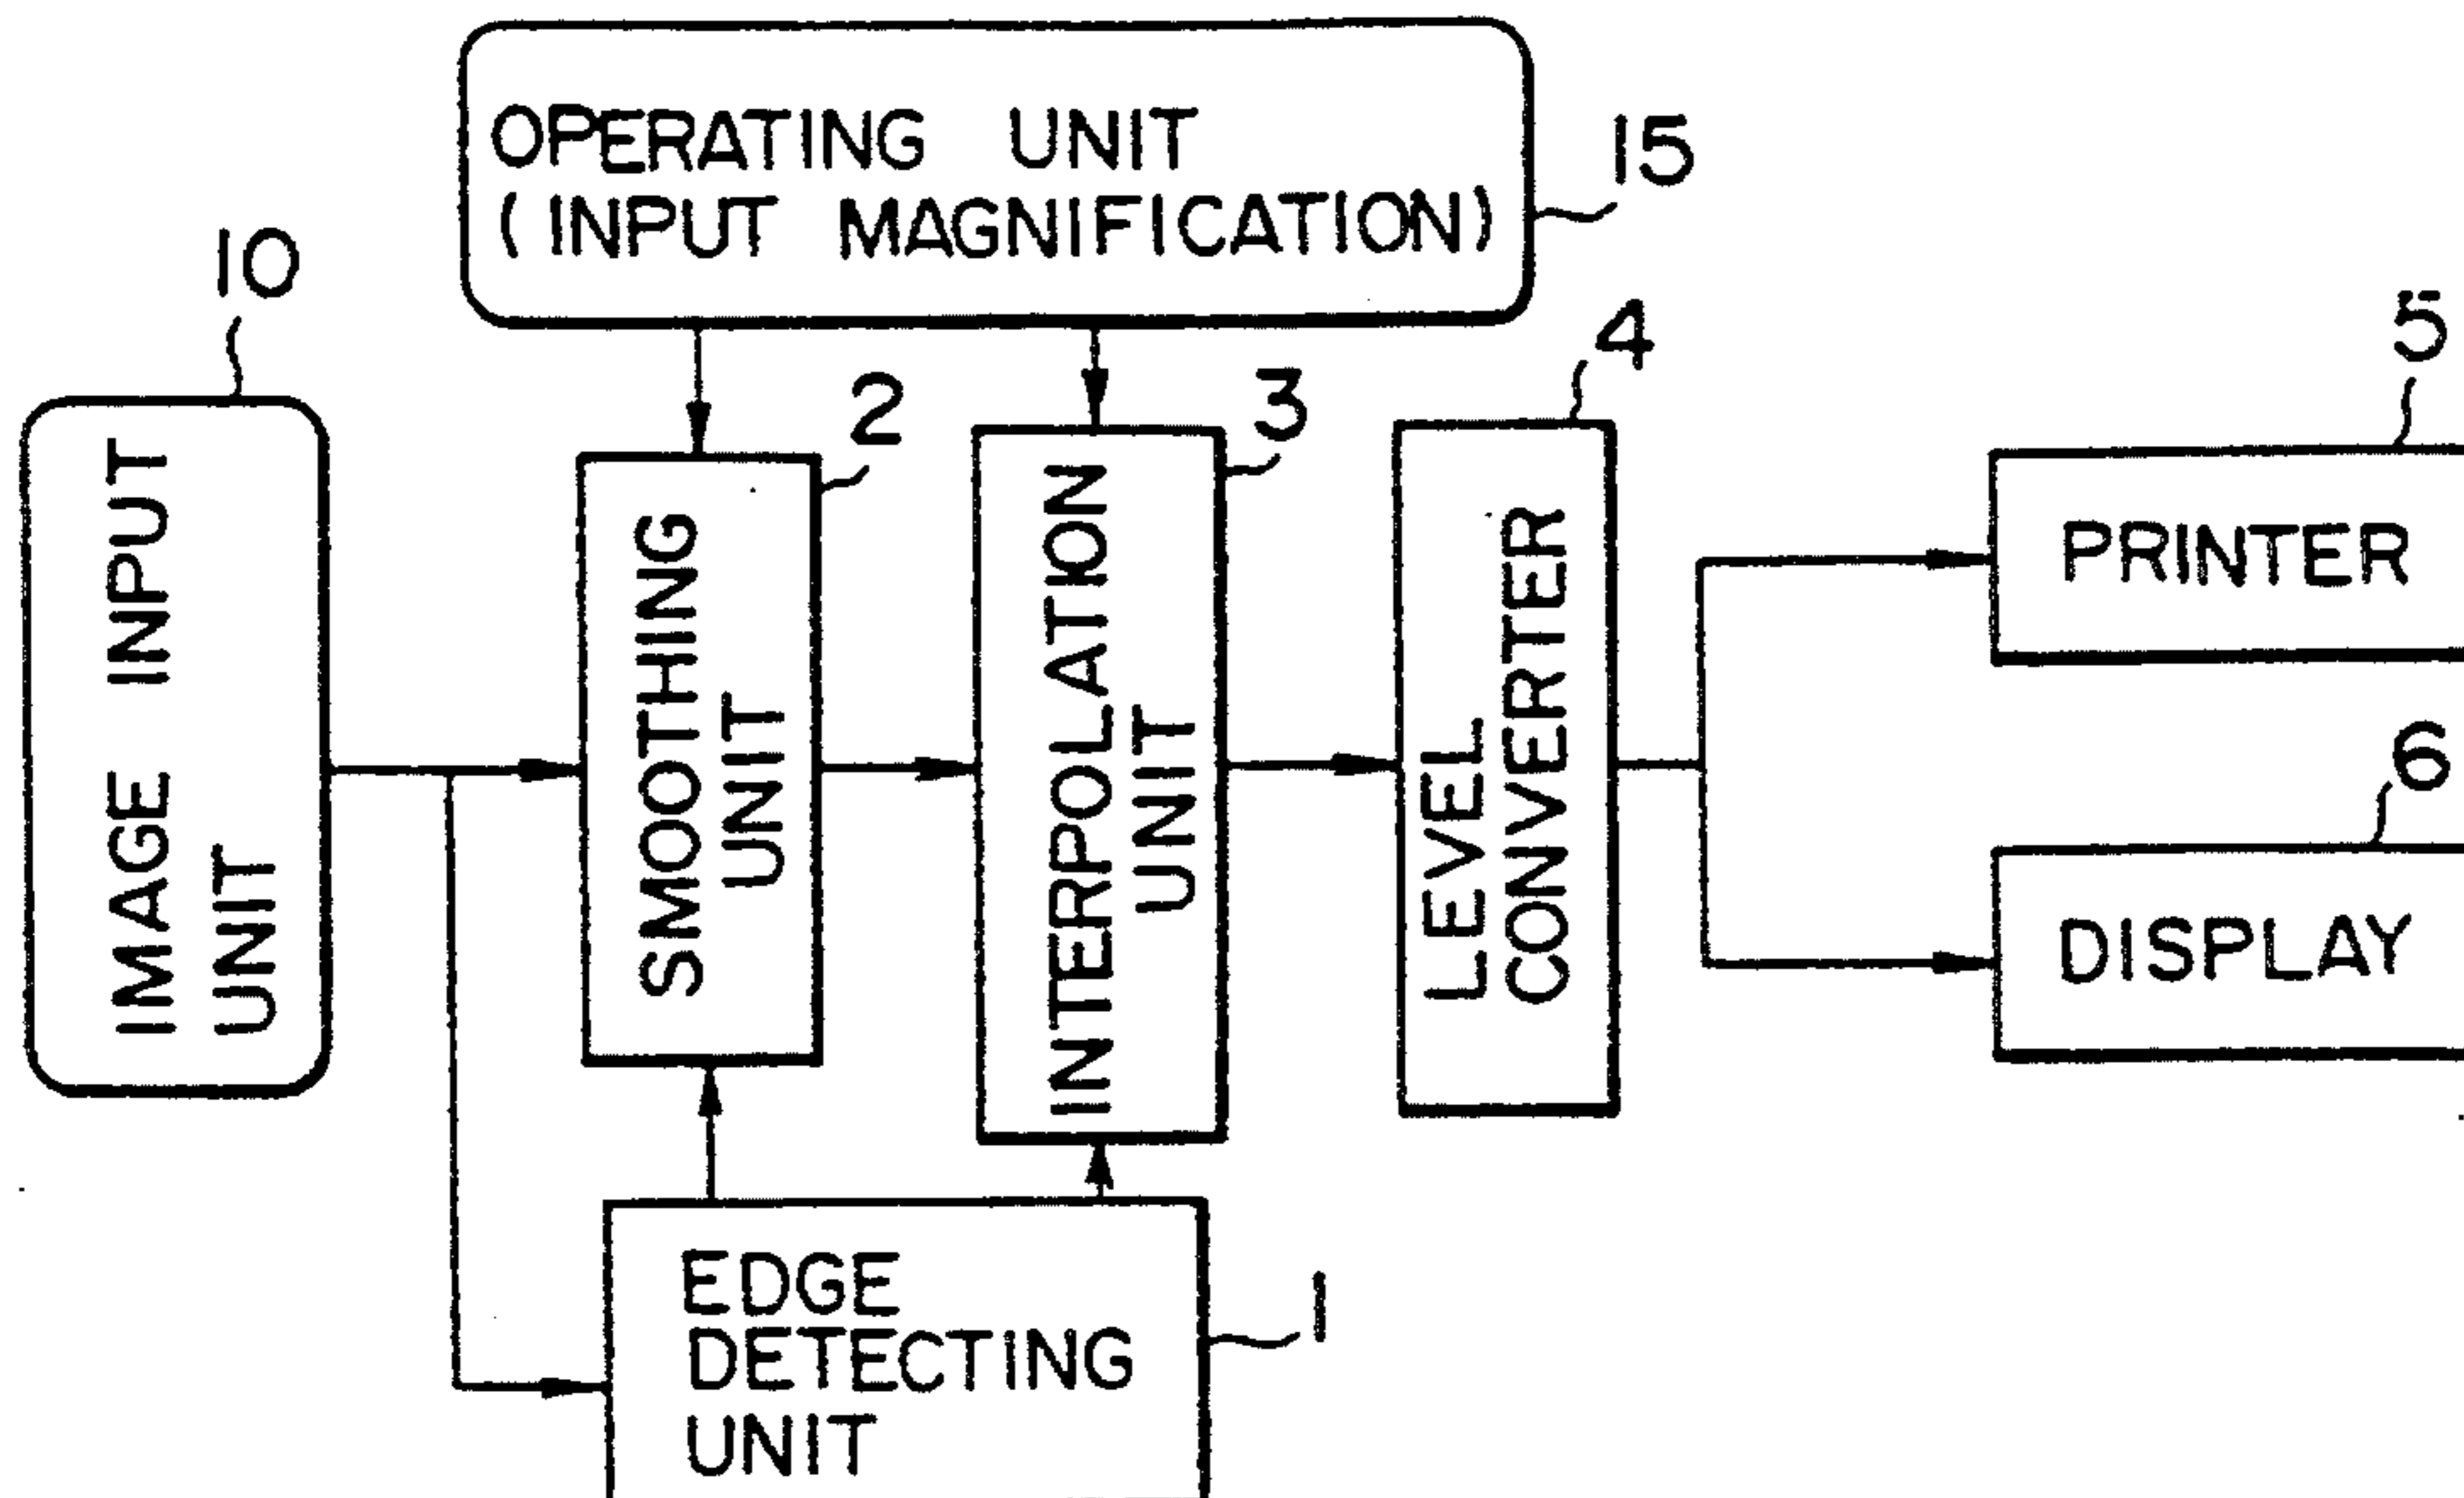 OPERATING UNIT
(INPUT MAGNIFICATION)
15
10
IMAGE INPUT
UNIT
2
SMOOTHING
UNIT
3
INTERPOLATION
UNIT
4
LEVEL
CONVERTER
5
PRINTER
6
DISPLAY
EDGE
DETECTING
UNIT
1